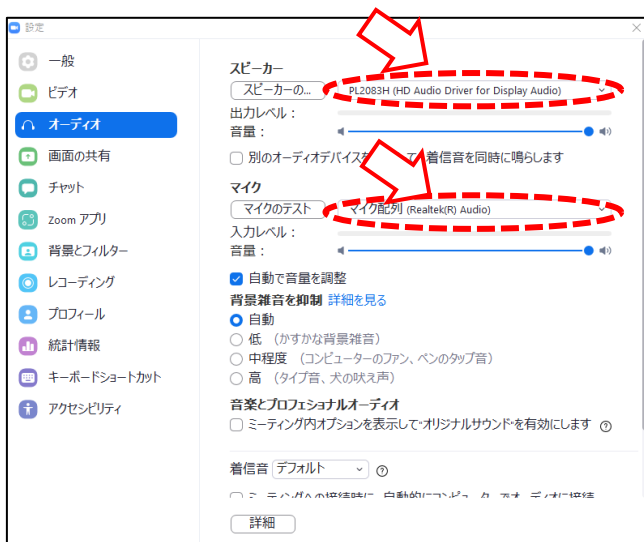 設定
一般
ビデオ
オーディオ
画面の共有
チャット
Zoom アプリ
背景とフィルター
レコーディング
プロフィール
統計情報
キーボードショートカット
アクセシビリティ
スピーカー
スピーカーの... PL2083H (HD Audio Driver for Display Audio)
出力レベル：
音量：
別のオーディオデバイスを て 着信音を同時に鳴らします
マイク
マイクのテスト マイク配列 (Realtek(R) Audio)
入力レベル：
音量：
自動で音量を調整
背景雑音を抑制 詳細を見る
自動
低 (かすかな背景雑音)
中程度 (コンピューターのファン、ペンのタップ音)
高 (タイプ音、犬の吠え声)
音楽とプロフェショナルオーディオ
ミーティング内オプションを表示して"オリジナルサウンド"を有効にします
着信音 デフォルト
詳細